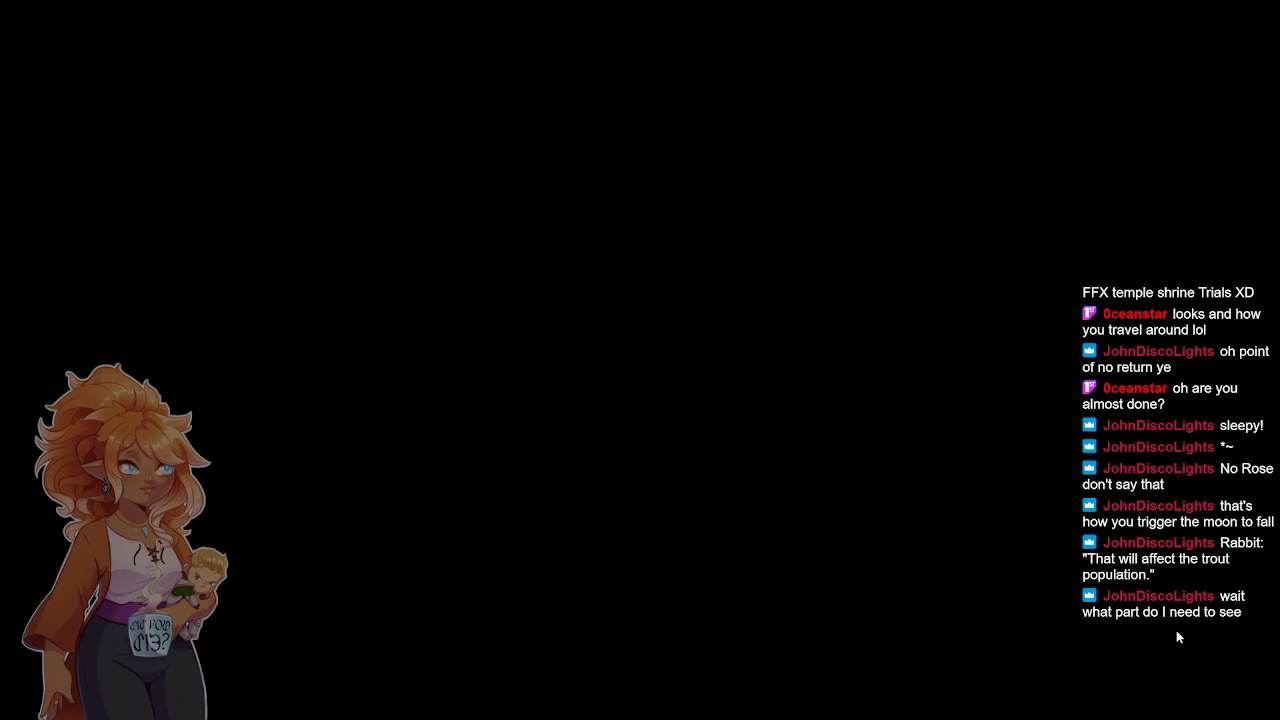 FFX temple shrine Trials XD
0ceanstar looks and how
you travel around lol
JohnDiscoLights oh point
of no return ye
0ceanstar oh are you
almost done?
JohnDiscoLights sleepy!
JohnDiscoLights *~
JohnDiscoLights No Rose
don't say that
JohnDiscoLights that's
how you trigger the moon to fall
JohnDiscoLights Rabbit:
"That will affect the trout
population."
JohnDiscoLights wait
what part do I need to see